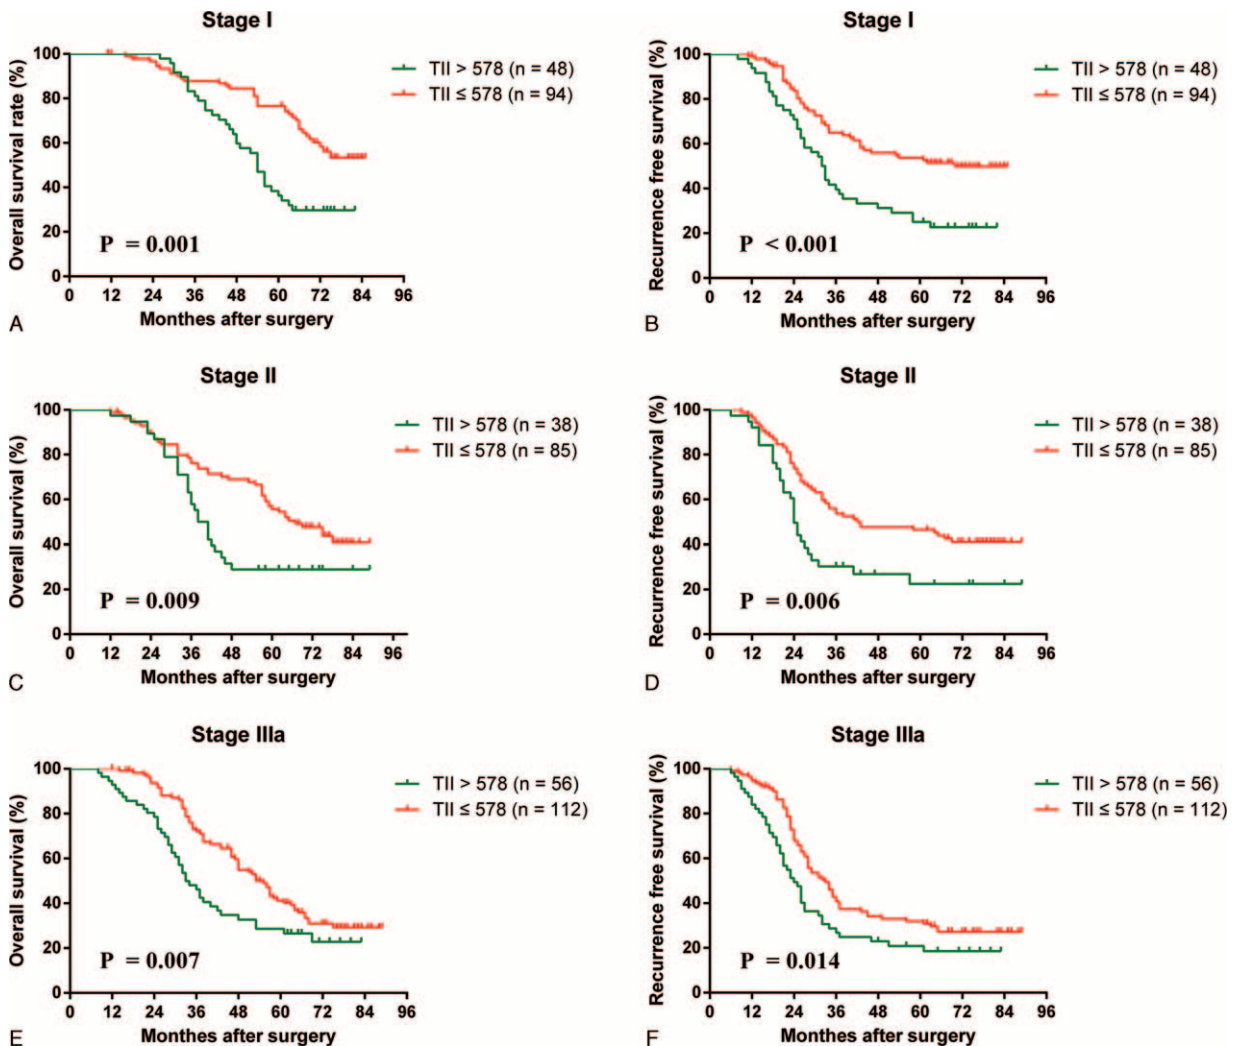 Stage I
Overall survival rate (%)
100
80
60
40
20
0
0 12 24 36 48 60 72 84 96
Monthes after surgery
TII > 578 (n = 48)
TII ≤ 578 (n = 94)
P = 0.001
A
Stage I
Recurrence free survival (%)
100
80
60
40
20
0
0 12 24 36 48 60 72 84 96
Monthes after surgery
TII > 578 (n = 48)
TII ≤ 578 (n = 94)
P < 0.001
B
Stage II
Overall survival (%)
100
80
60
40
20
0
0 12 24 36 48 60 72 84 96
Monthes after surgery
TII > 578 (n = 38)
TII ≤ 578 (n = 85)
P = 0.009
C
Stage II
Recurrence free survival (%)
100
80
60
40
20
0
0 12 24 36 48 60 72 84 96
Monthes after surgery
TII > 578 (n = 38)
TII ≤ 578 (n = 85)
P = 0.006
D
Stage IIIa
Overall survival (%)
100
80
60
40
20
0
0 12 24 36 48 60 72 84 96
Monthes after surgery
TII > 578 (n = 56)
TII ≤ 578 (n = 112)
P = 0.007
E
Stage IIIa
Recurrence free survival (%)
100
80
60
40
20
0
0 12 24 36 48 60 72 84 96
Monthes after surgery
TII > 578 (n = 56)
TII ≤ 578 (n = 112)
P = 0.014
F